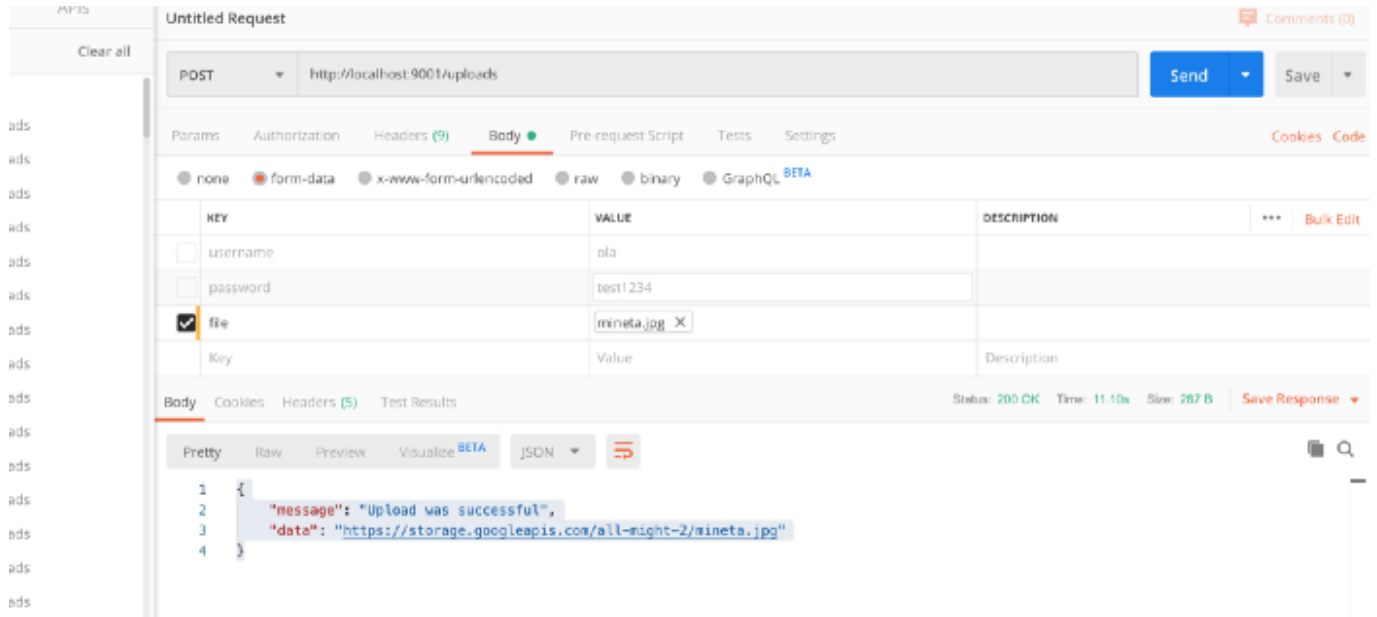 APIS
Untitled Request
Comments (0)
Clear all
POST
http://localhost:9001/uploads
Send
Save
ads
Params Authorization Headers (9) Body Pre-request Script Tests Settings Cookies Code
ads
none form-data x-www-form-urlencoded raw binary GraphQL BETA
ads
KEY VALUE DESCRIPTION ••• Bulk Edit
ads
username ola
ads
password test1234
ads
file mineta.jpg X
ads
Key Value Description
ads
Body Cookies Headers (5) Test Results Status: 200 OK Time: 11.10s Size: 287 B Save Response
ads
Pretty Raw Preview Visualize BETA JSON
ads
1 {
2 "message": "Upload was successful",
ads
3 "data": "https://storage.googleapis.com/all-might-2/mineta.jpg"
ads
4 }
ads
ads
ads